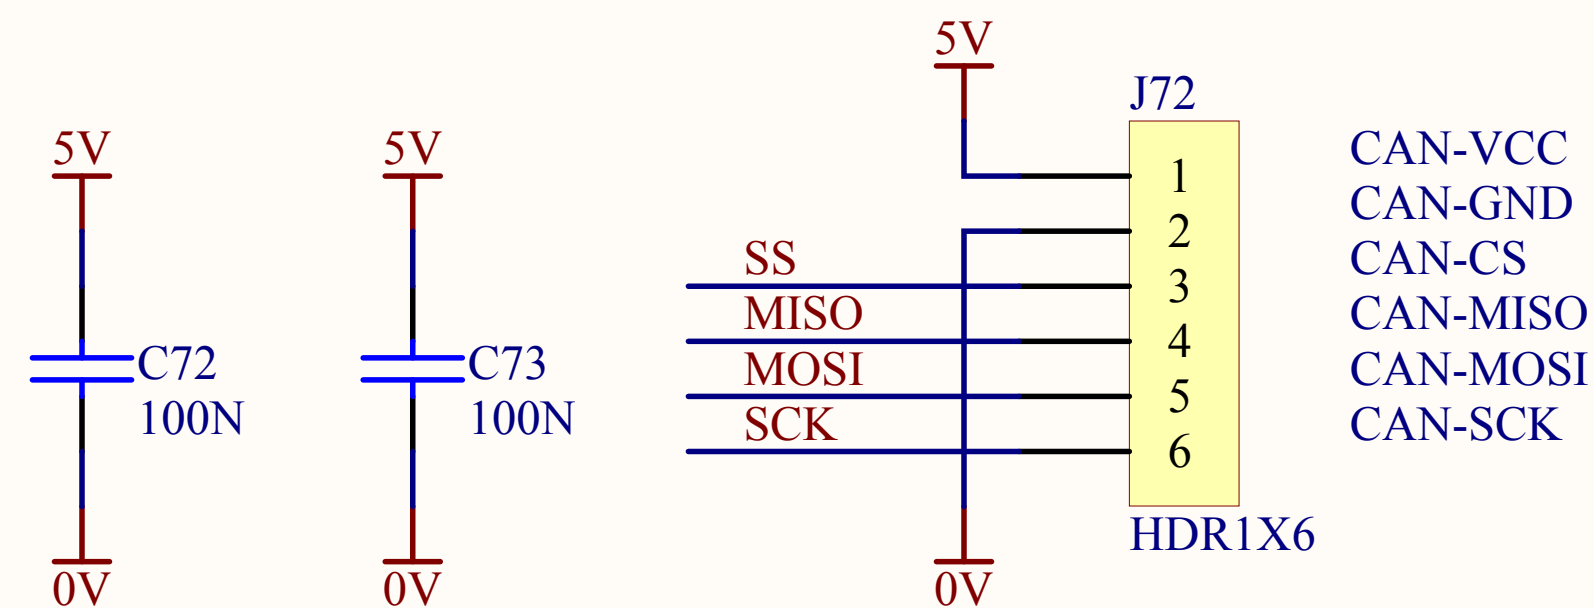 5V
C72
100N
0V
5V
C73
100N
0V
5V
J72
1
2
3
4
5
6
SS
MISO
MOSI
SCK
0V
HDR1X6
CAN-VCC
CAN-GND
CAN-CS
CAN-MISO
CAN-MOSI
CAN-SCK